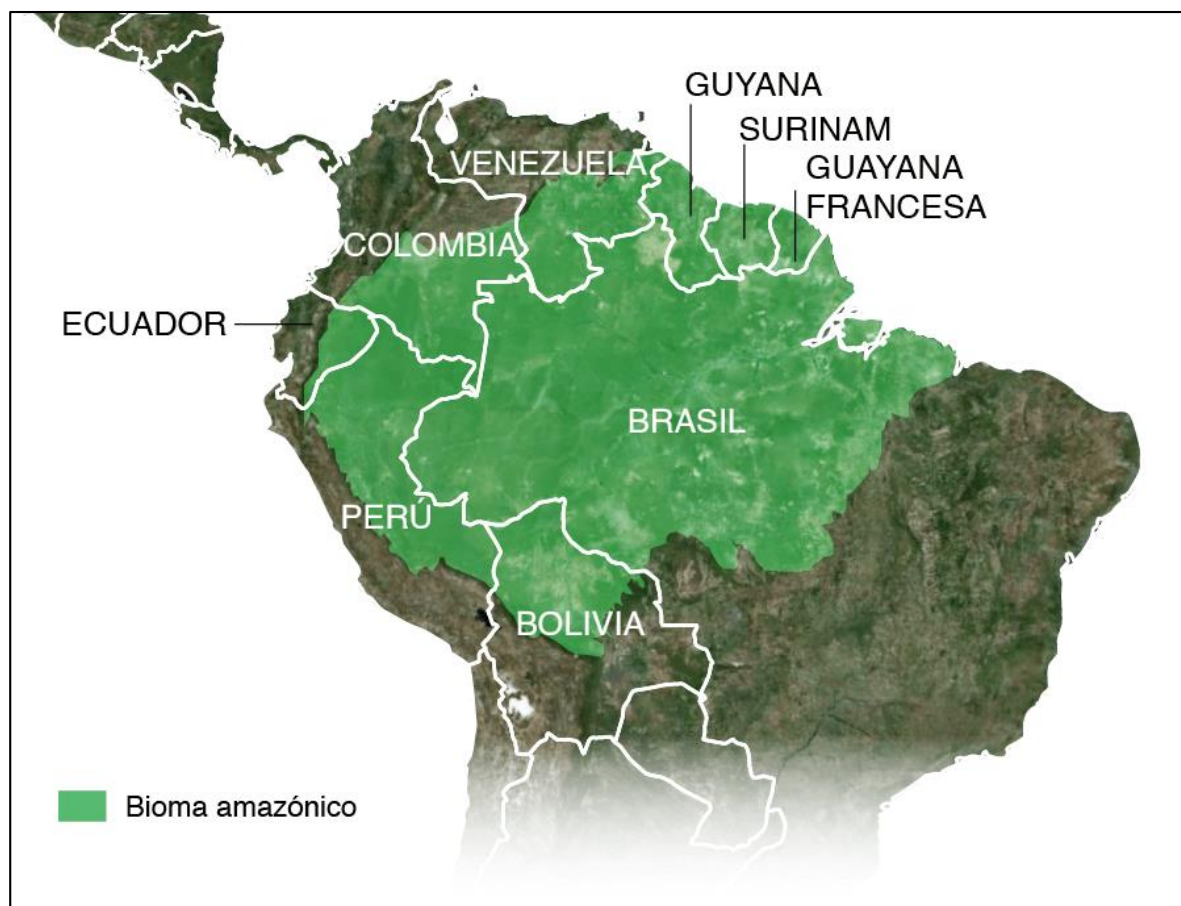 GUYANA
SURINAM
GUAYANA
FRANCESA
VENEZUELA
COLOMBIA
ECUADOR
BRASIL
PERÚ
BOLIVIA
Bioma amazónico